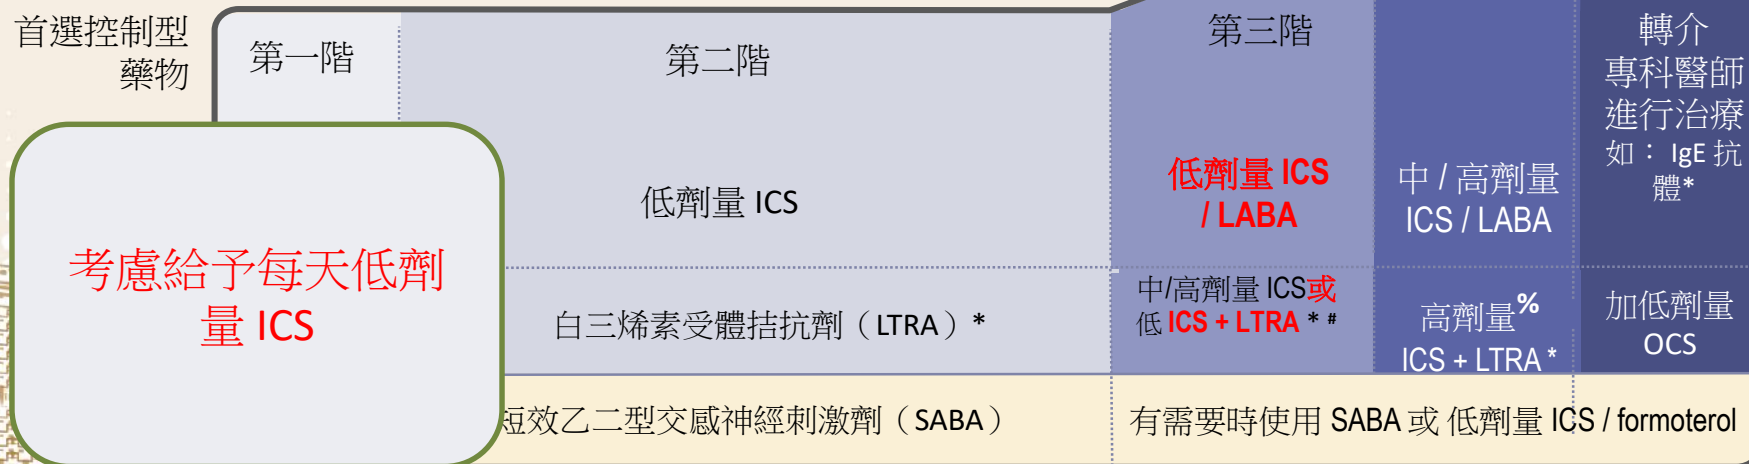 首選控制型
藥物
第一階
第二階
第三階
轉介
專科醫師
進行治療
如： IgE 抗
體*
低劑量 ICS
低劑量 ICS
/ LABA
中 / 高劑量
ICS / LABA
考慮給予每天低劑
量 ICS
白三烯素受體拮抗劑（LTRA）*
中/高劑量 ICS或
低 ICS + LTRA * #
高劑量%
ICS + LTRA *
加低劑量
OCS
短效乙二型交感神經刺激劑（SABA）
有需要時使用 SABA 或 低劑量 ICS / formoterol